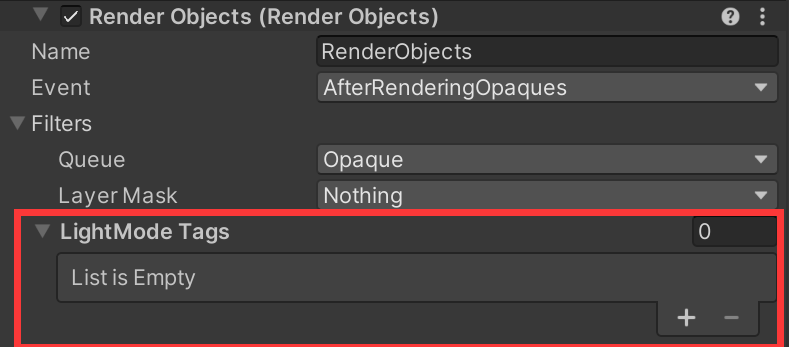 Render Objects (Render Objects)
Name RenderObjects
Event AfterRenderingOpaques
Filters
Queue Opaque
Layer Mask Nothing
LightMode Tags 0
List is Empty